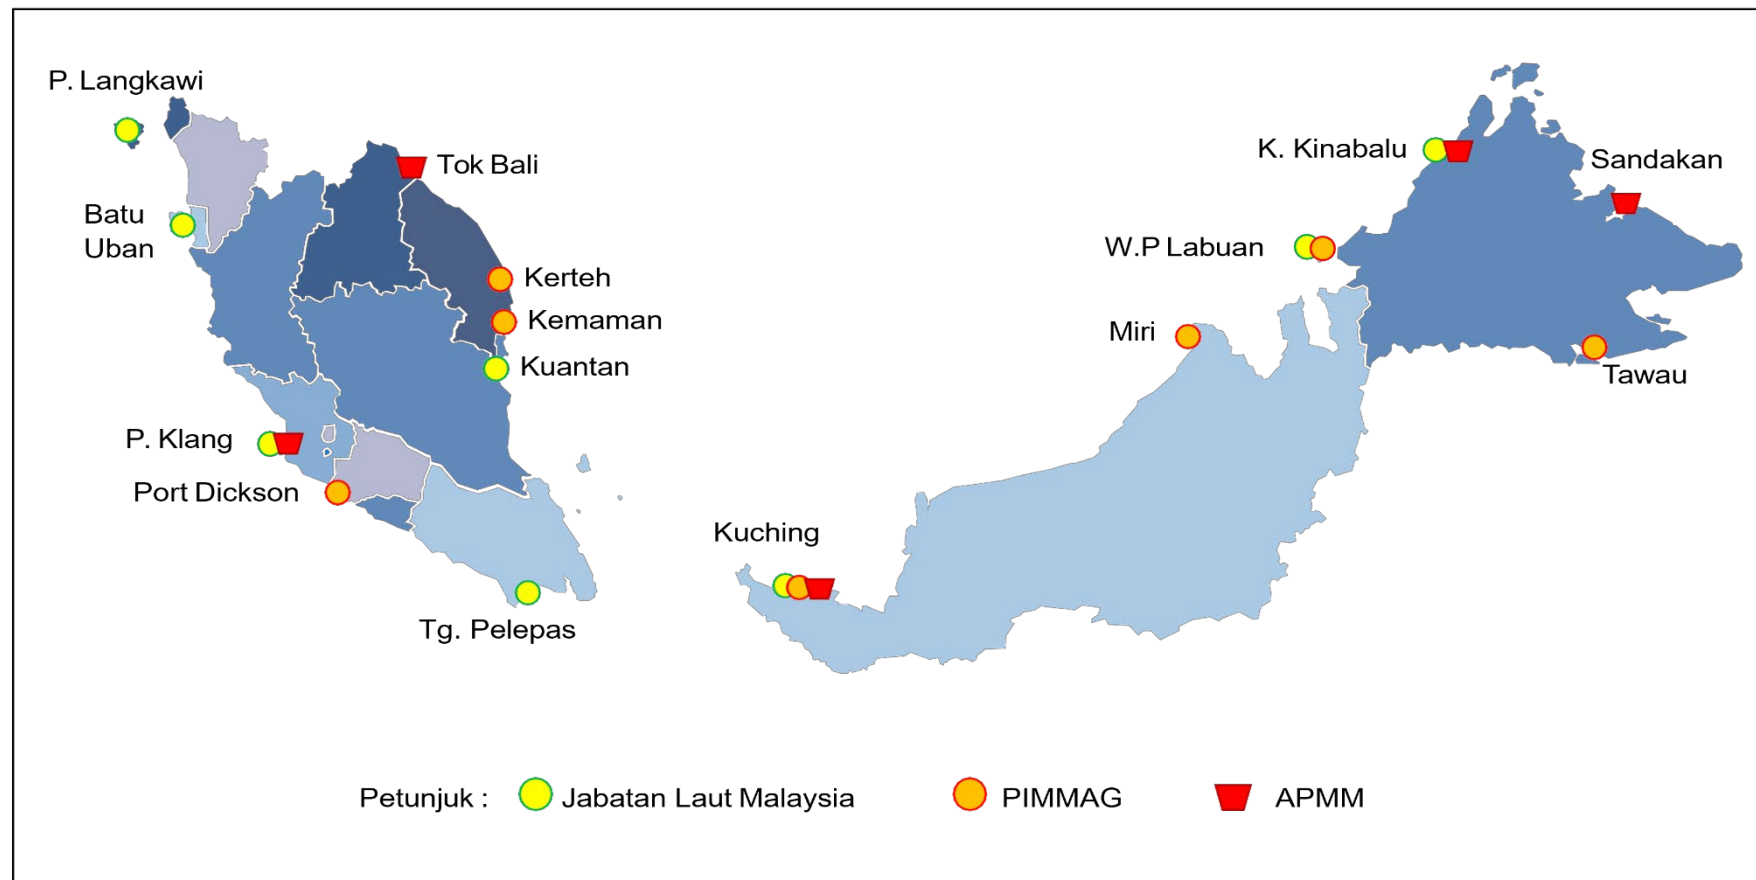 P. Langkawi
Tok Bali
Batu
Uban
Kerteh
Kemaman
Kuantan
P. Klang
Port Dickson
Tg. Pelepas
K. Kinabalu
Sandakan
W.P Labuan
Miri
Tawau
Kuching
Petunjuk : Jabatan Laut Malaysia PIMMAG APMM